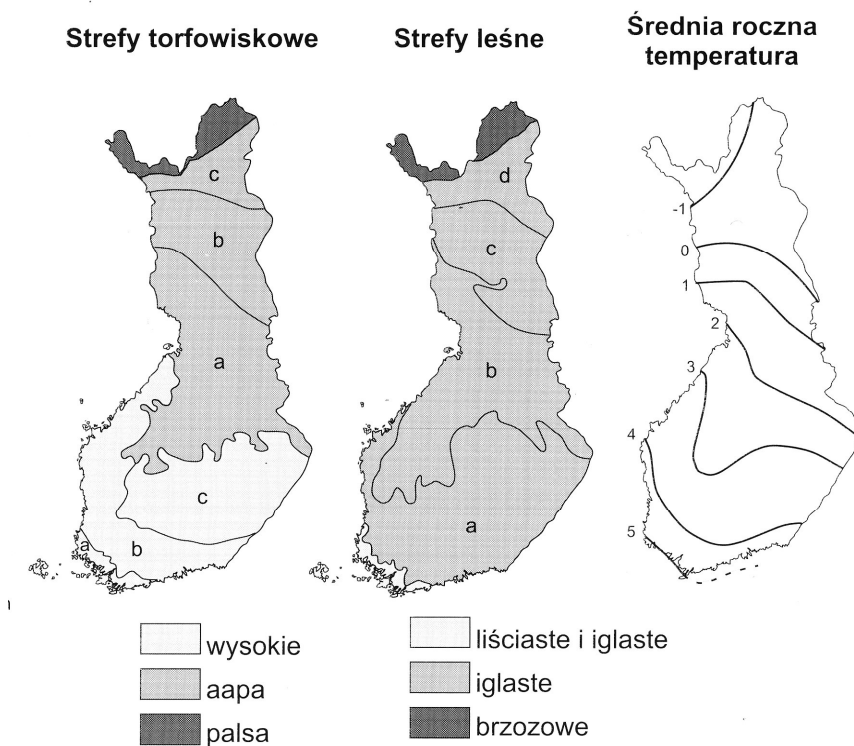 Strefy torfowiskowe
Strefy leśne
Średnia roczna
temperatura
c
b
a
c
a
b
d
c
b
a
-1
0
1
2
3
4
5
wysokie
aapa
palsa
liściaste i iglaste
iglaste
brzozowe